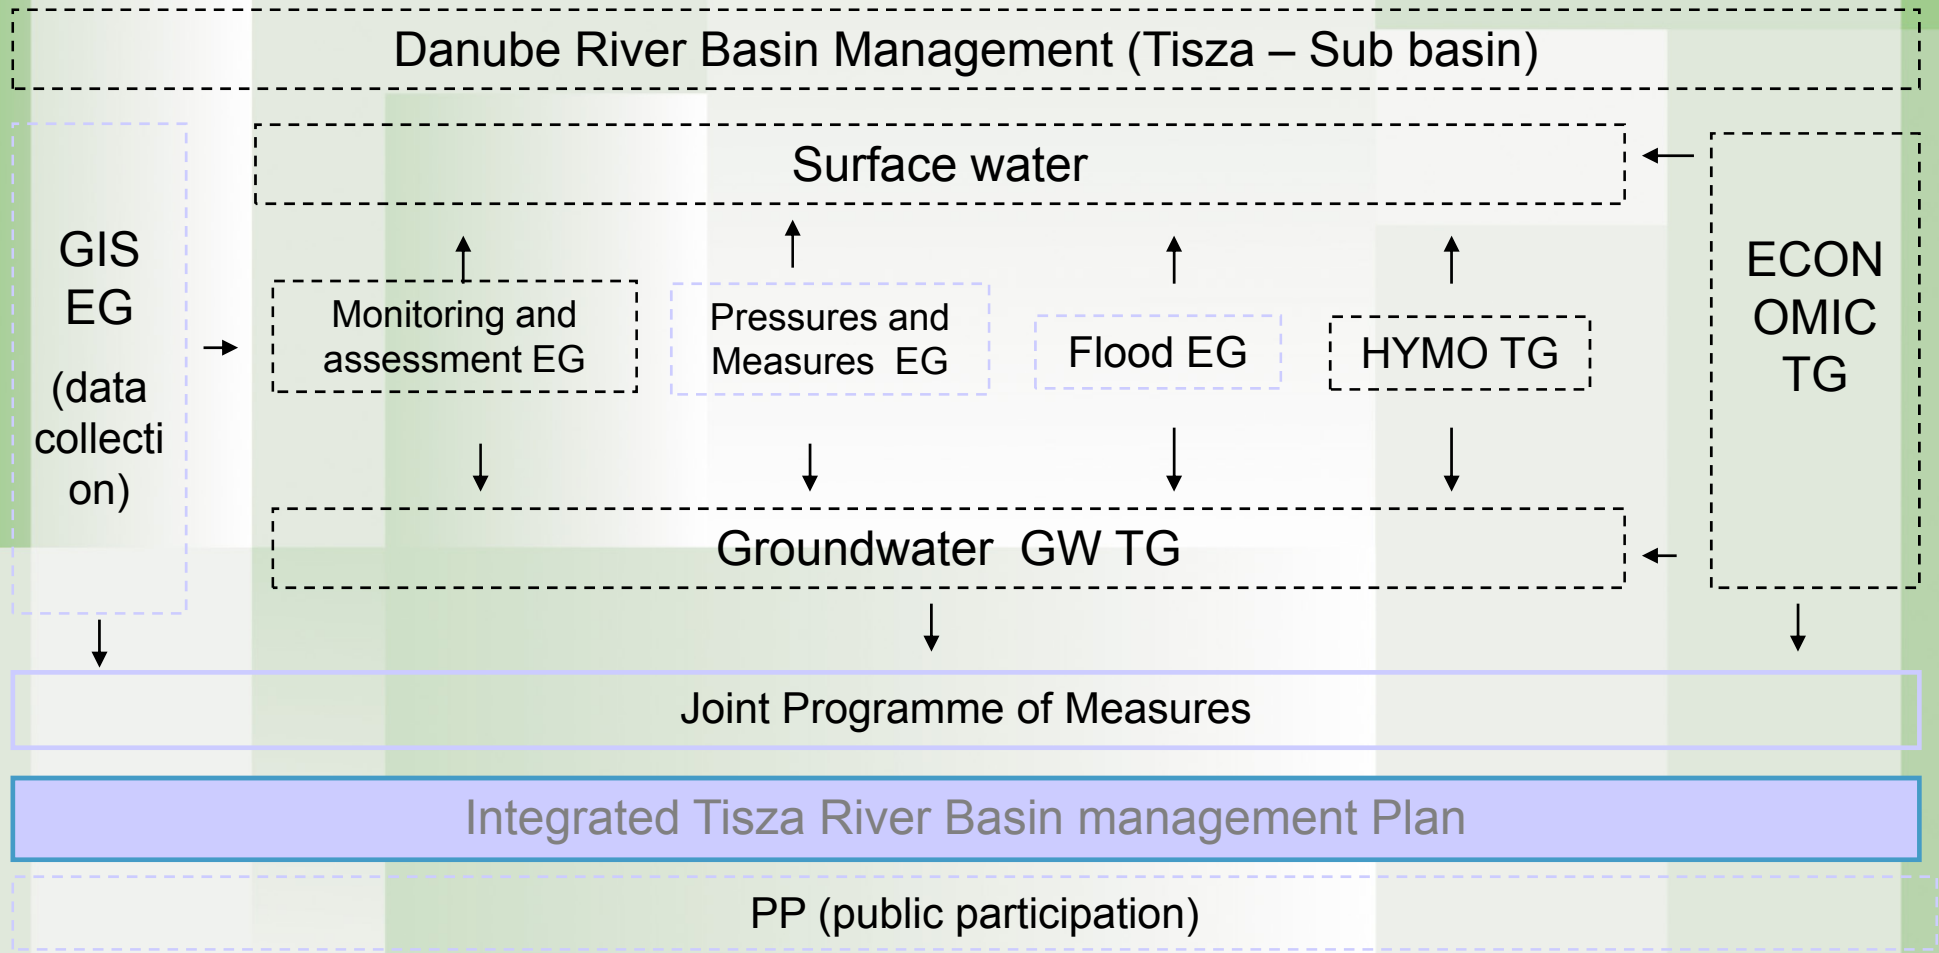 Danube River Basin Management (Tisza – Sub basin)
Surface water
GIS
EG
(data
collecti
on)
Monitoring and
assessment EG
Pressures and
Measures EG
Flood EG
HYMO TG
ECON
OMIC
TG
Groundwater GW TG
Joint Programme of Measures
Integrated Tisza River Basin management Plan
PP (public participation)